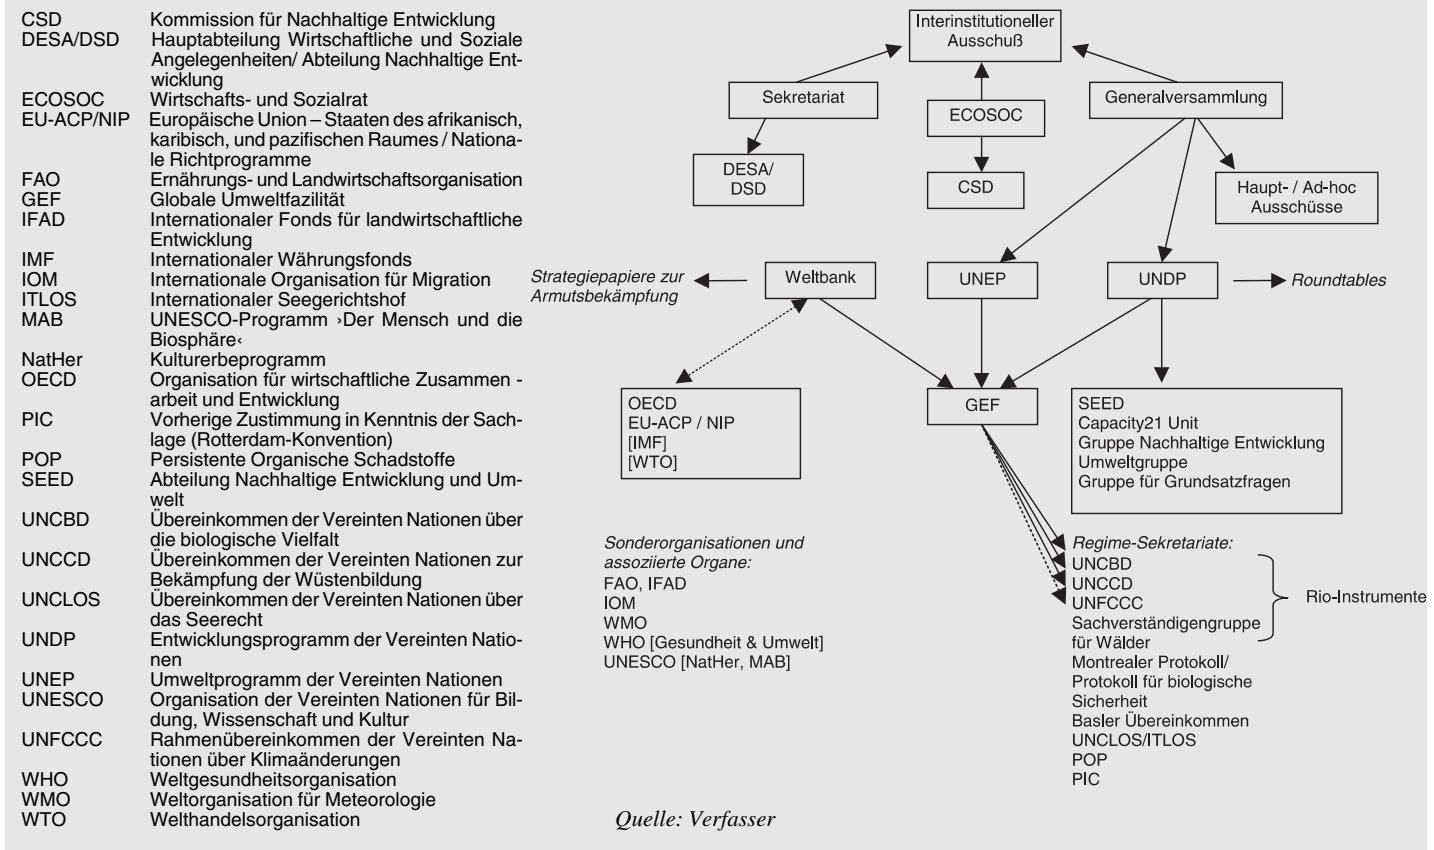 CSD Kommission für Nachhaltige Entwicklung
DESA/DSD Hauptabteilung Wirtschaftliche und Soziale
Angelegenheiten/ Abteilung Nachhaltige Ent-
wicklung
ECOSOC Wirtschafts- und Sozialrat
EU-ACP/NIP Europäische Union – Staaten des afrikanisch,
karibisch, und pazifischen Raumes / Nationa-
le Richtprogramme
FAO Ernährungs- und Landwirtschaftsorganisation
GEF Globale Umweltfazilität
IFAD Internationaler Fonds für landwirtschaftliche
Entwicklung
IMF Internationaler Währungsfonds
IOM Internationale Organisation für Migration
ITLOS Internationaler Seegerichtshof
MAB UNESCO-Programm ›Der Mensch und die
Biosphäre‹
NatHer Kulturerbeprogramm
OECD Organisation für wirtschaftliche Zusammen -
arbeit und Entwicklung
PIC Vorherige Zustimmung in Kenntnis der Sach-
lage (Rotterdam-Konvention)
POP Persistente Organische Schadstoffe
SEED Abteilung Nachhaltige Entwicklung und Um-
welt
UNCBD Übereinkommen der Vereinten Nationen über
die biologische Vielfalt
UNCCD Übereinkommen der Vereinten Nationen zur
Bekämpfung der Wüstenbildung
UNCLOS Übereinkommen der Vereinten Nationen über
das Seerecht
UNDP Entwicklungsprogramm der Vereinten Natio-
nen
UNEP Umweltprogramm der Vereinten Nationen
UNESCO Organisation der Vereinten Nationen für Bil-
dung, Wissenschaft und Kultur
UNFCCC Rahmenübereinkommen der Vereinten Na-
tionen über Klimaänderungen
WHO Weltgesundheitsorganisation
WMO Weltorganisation für Meteorologie
WTO Welthandelsorganisation
Interinstitutioneller
Ausschuß
Sekretariat
ECOSOC
Generalversammlung
DESA/
DSD
CSD
Haupt- / Ad-hoc
Ausschüsse
Strategiepapiere zur
Armutsbekämpfung
Weltbank
UNEP
UNDP
Roundtables
OECD
EU-ACP / NIP
[IMF]
[WTO]
GEF
SEED
Capacity21 Unit
Gruppe Nachhaltige Entwicklung
Umweltgruppe
Gruppe für Grundsatzfragen
Sonderorganisationen und
assoziierte Organe:
FAO, IFAD
IOM
WMO
WHO [Gesundheit & Umwelt]
UNESCO [NatHer, MAB]
Regime-Sekretariate:
UNCBD
UNCCD
UNFCCC
Sachverständigengruppe
für Wälder
Rio-Instrumente
Montrealer Protokoll/
Protokoll für biologische
Sicherheit
Basler Übereinkommen
UNCLOS/ITLOS
POP
PIC
Quelle: Verfasser